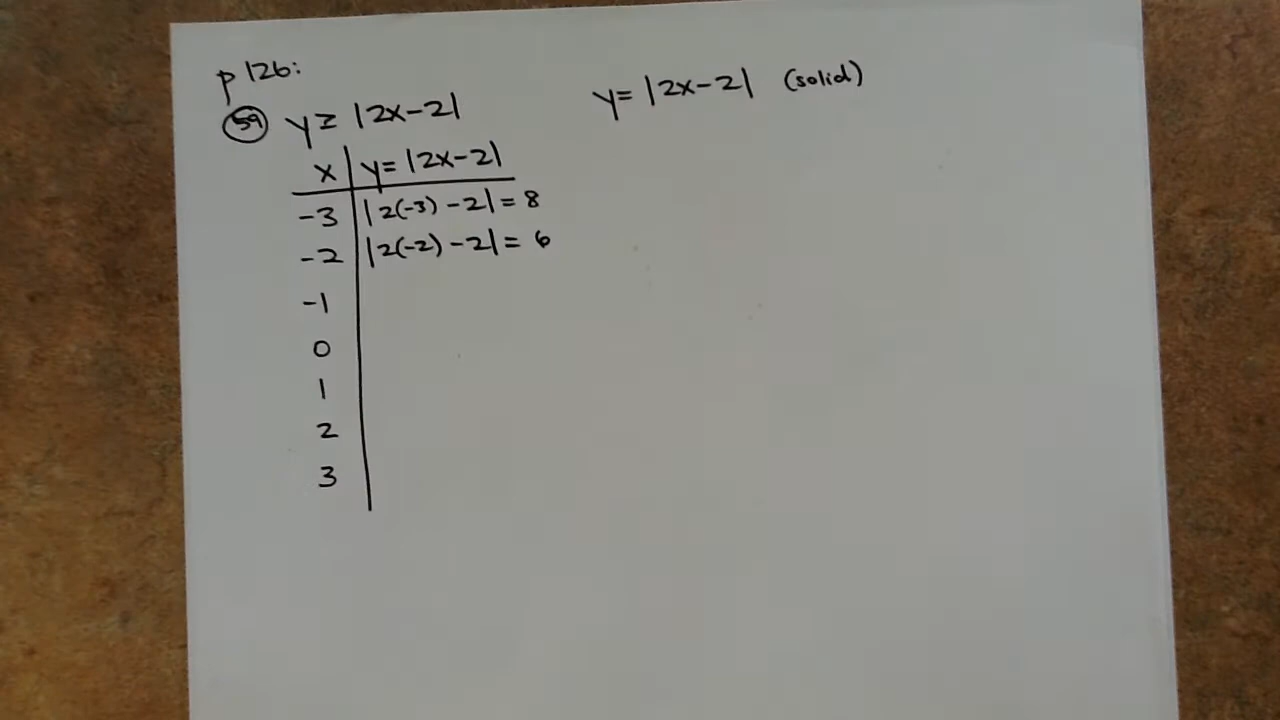 p 126:
59 y ≥ |2x-2|
y = |2x-2| (solid)
x y = |2x-2|
-3 |2(-3) -2| = 8
-2 |2(-2) -2| = 6
-1
0
1
2
3